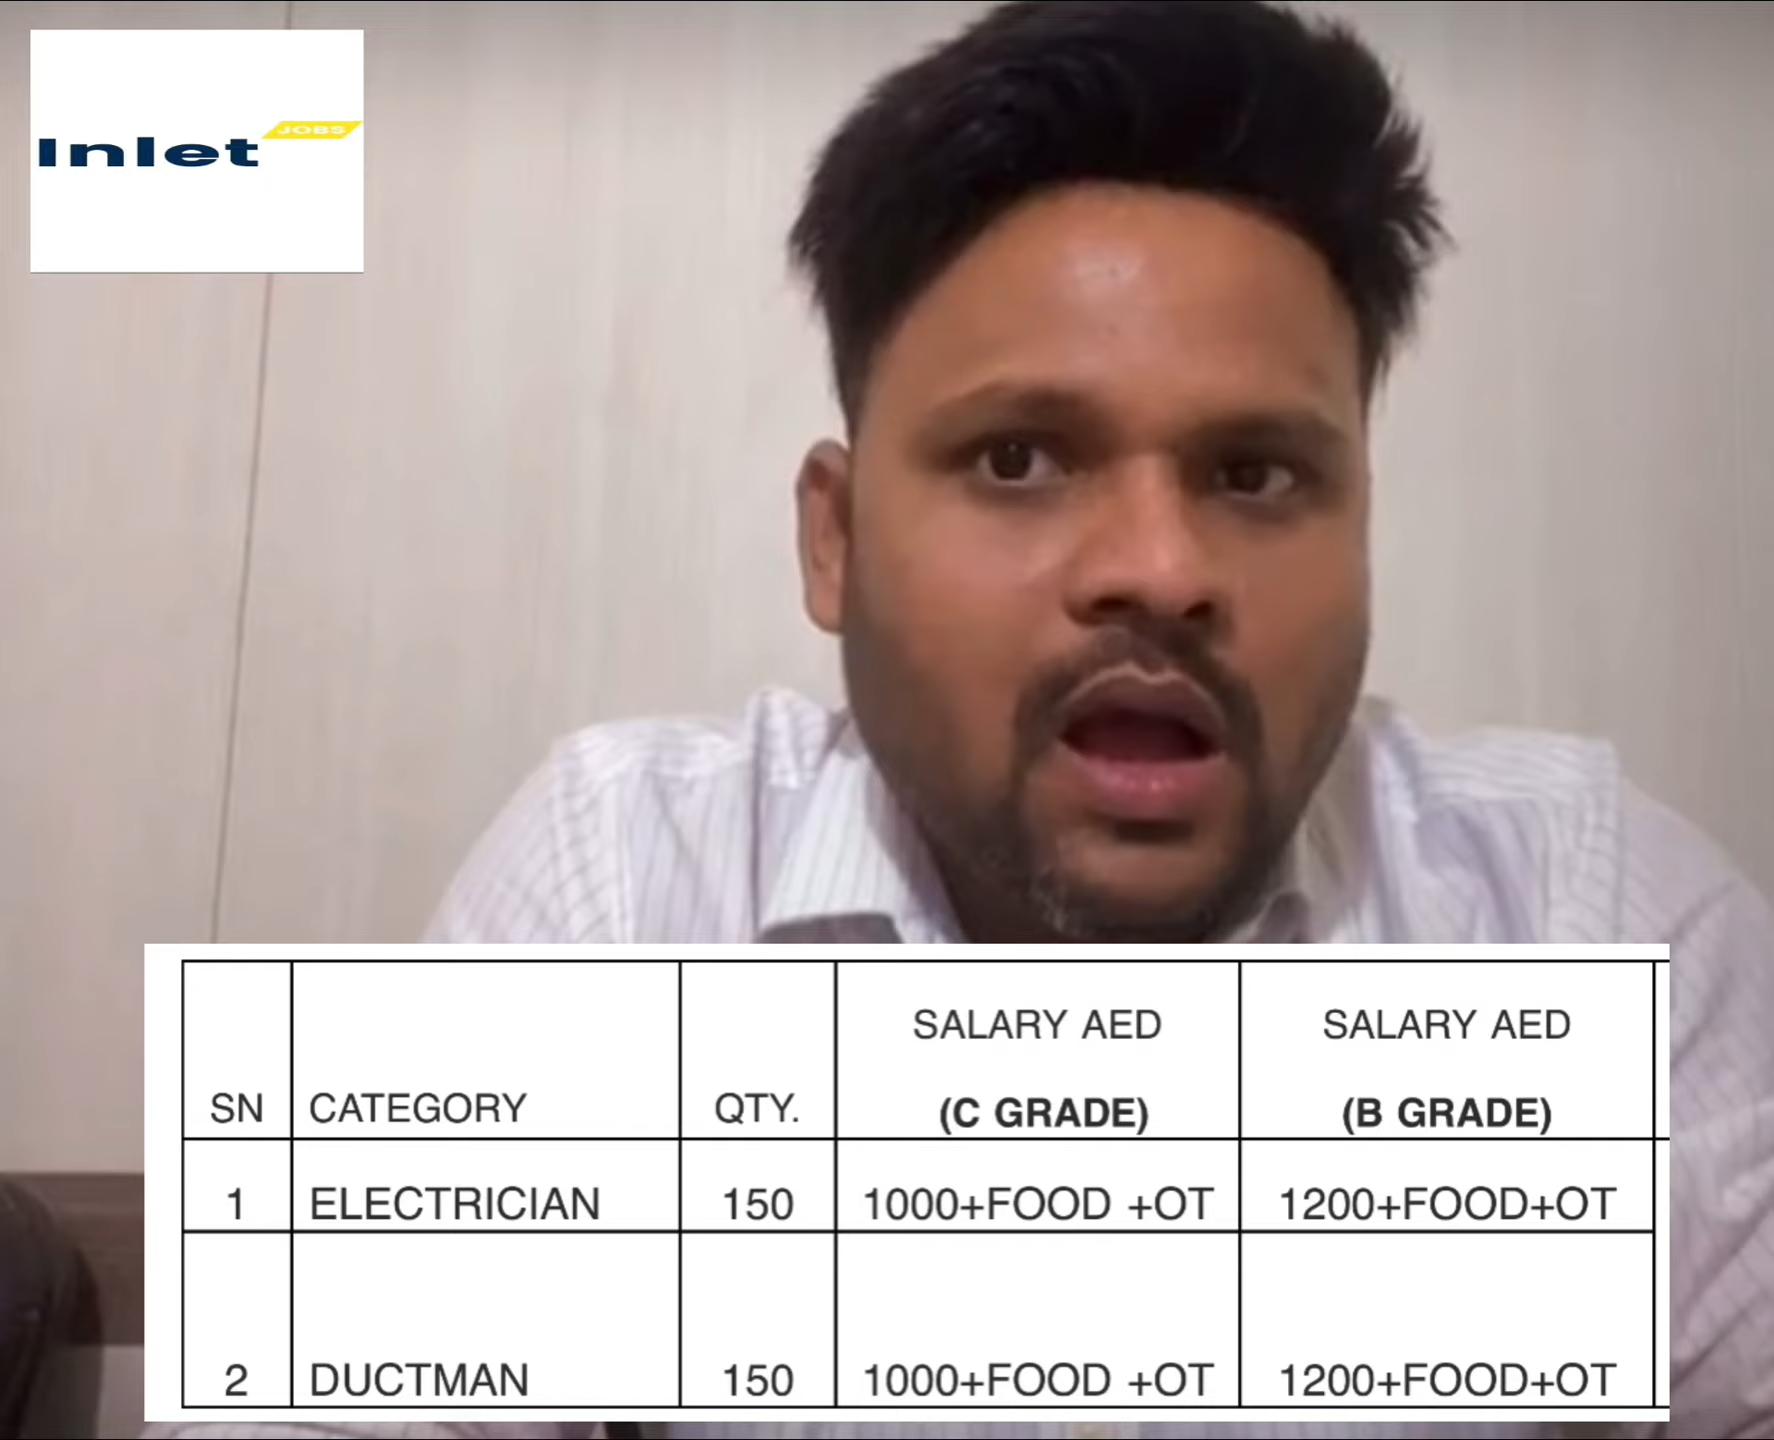 Inlet JOBS
SALARY AED SALARY AED
SN CATEGORY QTY. (C GRADE) (B GRADE)
1 ELECTRICIAN 150 1000+FOOD +OT 1200+FOOD+OT
2 DUCTMAN 150 1000+FOOD +OT 1200+FOOD+OT